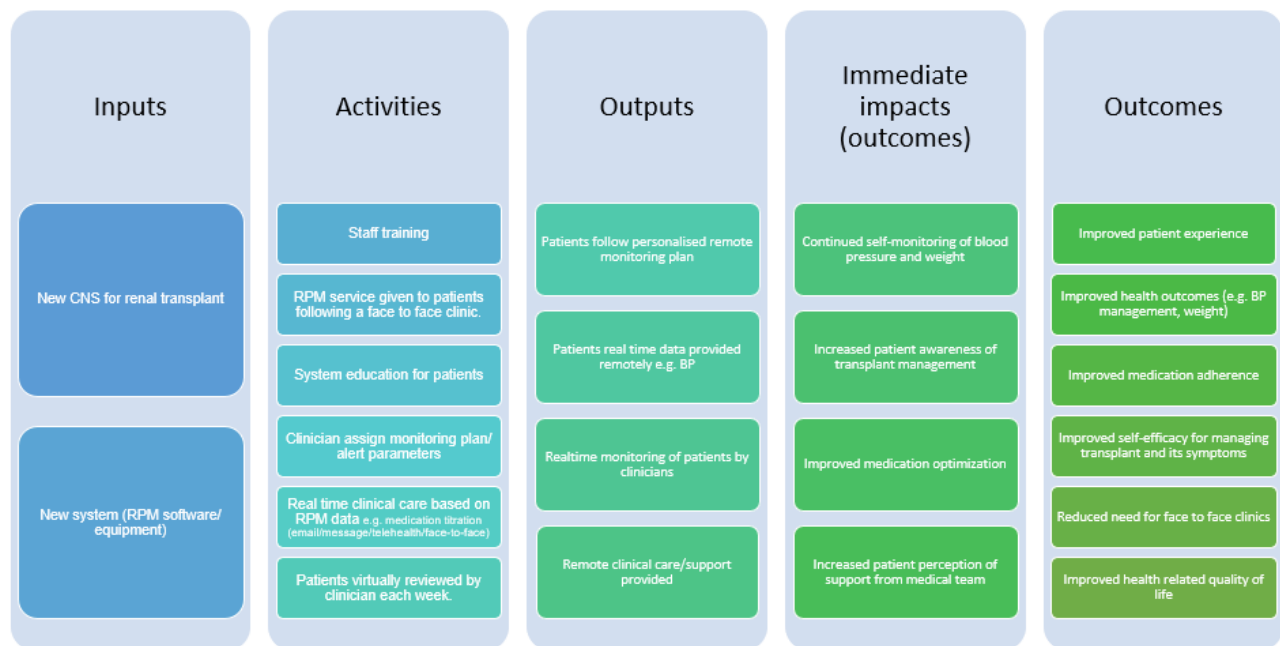 Inputs
New CNS for renal transplant
New system (RPM software/
equipment)
Activities
Staff training
RPM service given to patients
following a face to face clinic.
System education for patients
Clinician assign monitoring plan/
alert parameters
Real time clinical care based on
RPM data e.g. medication titration
(email/message/telehealth/face-to-face)
Patients virtually reviewed by
clinician each week.
Outputs
Patients follow personalised remote
monitoring plan
Patients real time data provided
remotely e.g. BP
Realtime monitoring of patients by
clinicians
Remote clinical care/support
provided
Immediate
impacts
(outcomes)
Continued self-monitoring of blood
pressure and weight
Increased patient awareness of
transplant management
Improved medication optimization
Increased patient perception of
support from medical team
Outcomes
Improved patient experience
Improved health outcomes (e.g. BP
management, weight)
Improved medication adherence
Improved self-efficacy for managing
transplant and its symptoms
Reduced need for face to face clinics
Improved health related quality of
life